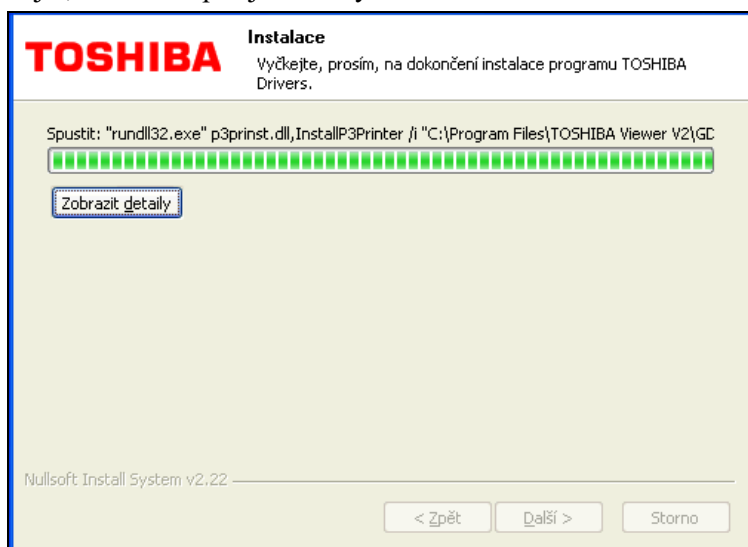 TOSHIBA
Instalace
Vyčkejte, prosím, na dokončení instalace programu TOSHIBA
Drivers.
Spustit: "rundll32.exe" p3prinst.dll,InstallP3Printer /i "C:\Program Files\TOSHIBA Viewer V2\GD
Zobrazit detaily
Nullsoft Install System v2.22
< Zpět
Další >
Storno